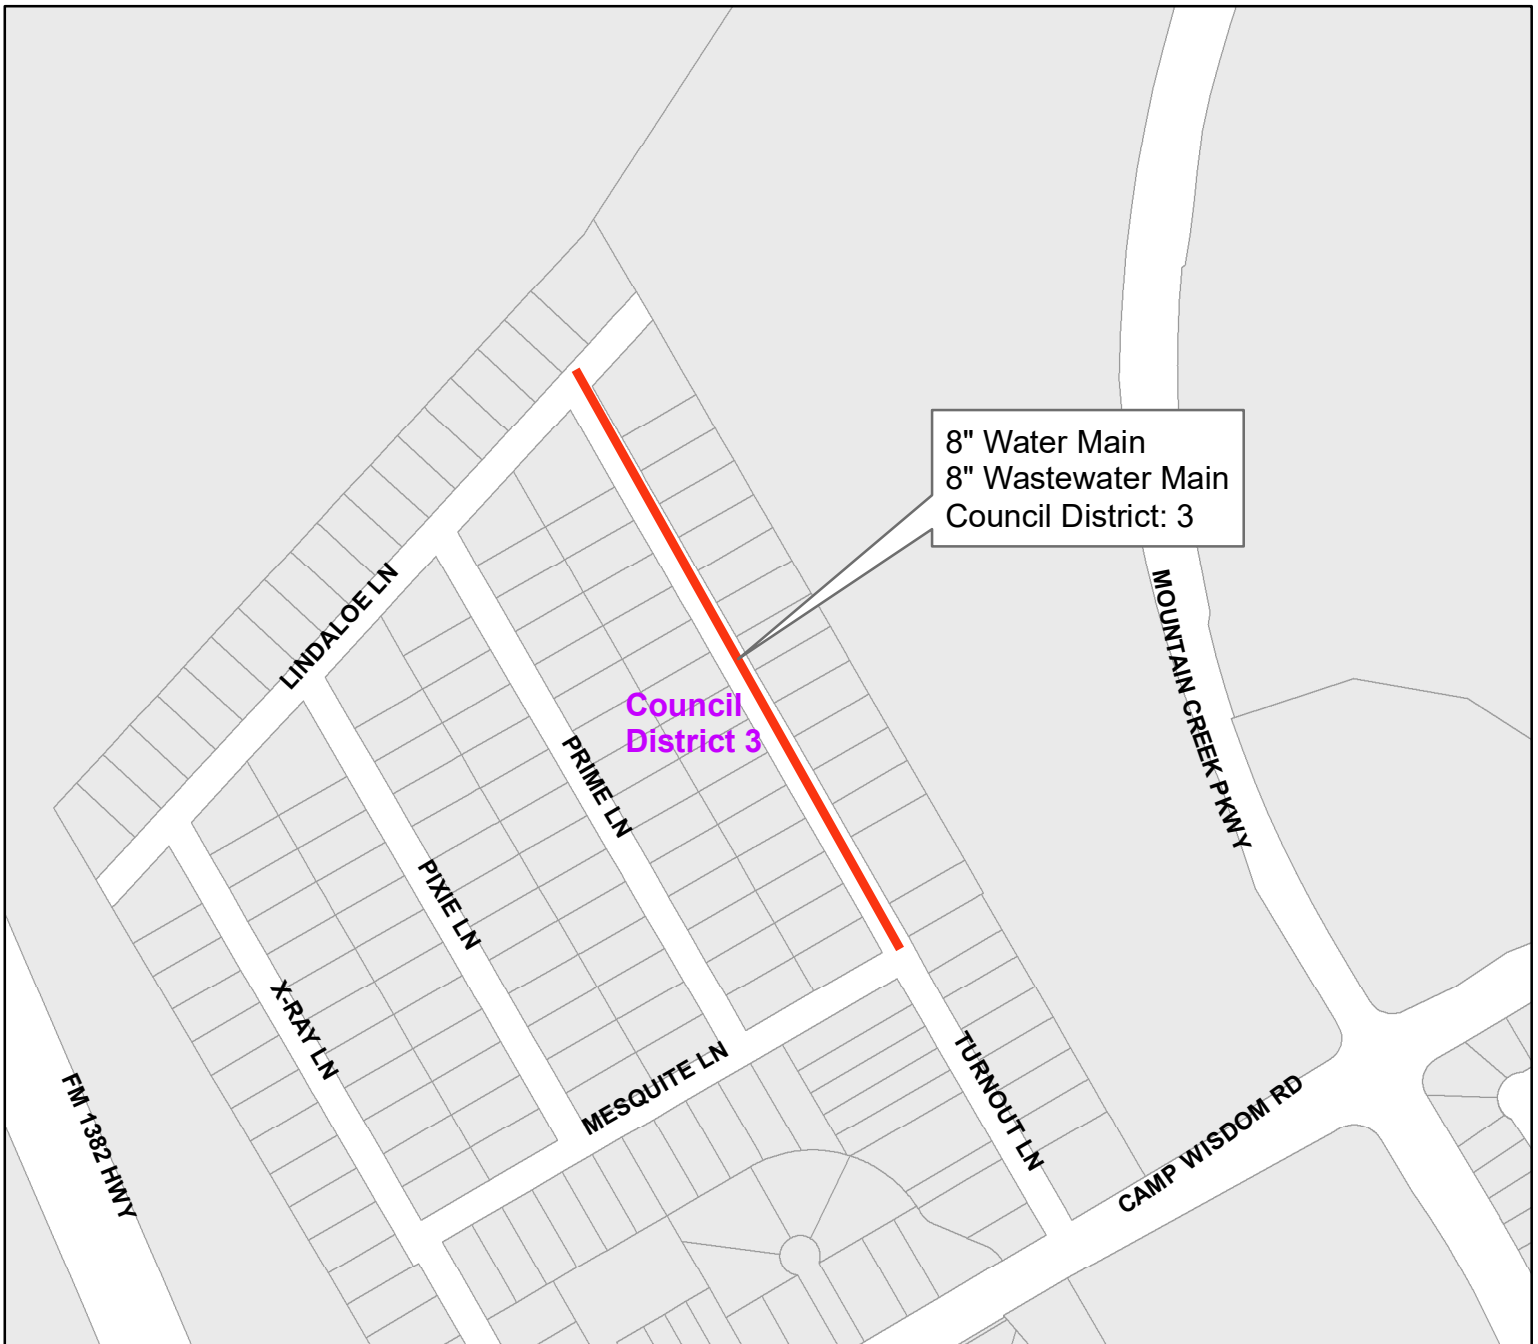 8" Water Main
8" Wastewater Main
Council District: 3
LINDALOE LN
MOUNTAIN CREEK PKWY
Council
District 3
PRIME LN
PIXIE LN
X-RAY LN
MESQUITE LN
TURNOUT LN
FM 1382 HWY
CAMP WISDOM RD